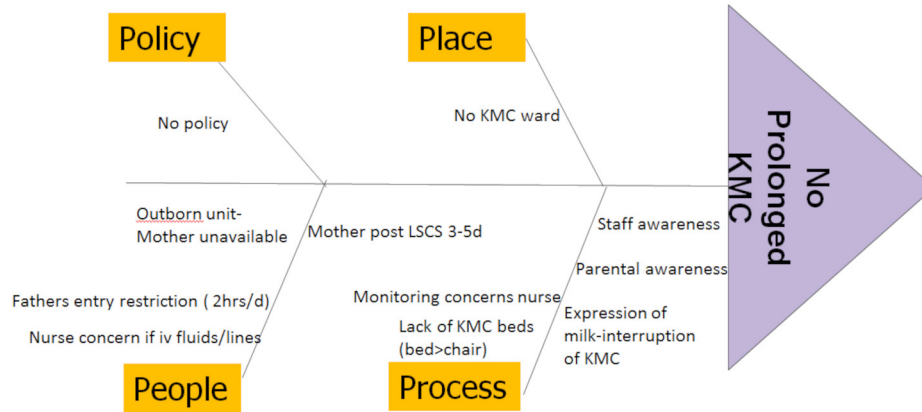 Policy
Place
No policy
No KMC ward
No
Prolonged
KMC
Outborn unit-
Mother unavailable
Mother post LSCS 3-5d
Staff awareness
Parental awareness
Fathers entry restriction ( 2hrs/d)
Monitoring concerns nurse
Nurse concern if iv fluids/lines
Lack of KMC beds
(bed>chair)
Expression of
milk-interruption
of KMC
People
Process